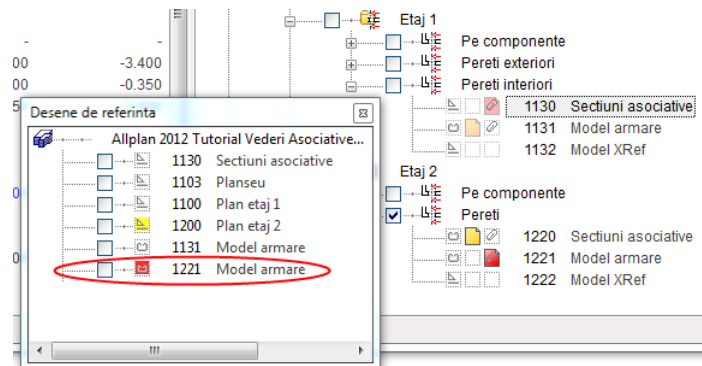 Etaj 1
Pe componente
Pereti exteriori
Pereti interiori
1130 Sectiuni asociative
1131 Model armare
1132 Model XRef
Etaj 2
Pe componente
Pereti
1220 Sectiuni asociative
1221 Model armare
1222 Model XRef
- -
00 -3.400
00 -0.350
Desene de referinta
Allplan 2012 Tutorial Vederi Asociative...
1130 Sectiuni asociative
1103 Planseu
1100 Plan etaj 1
1200 Plan etaj 2
1131 Model armare
1221 Model armare